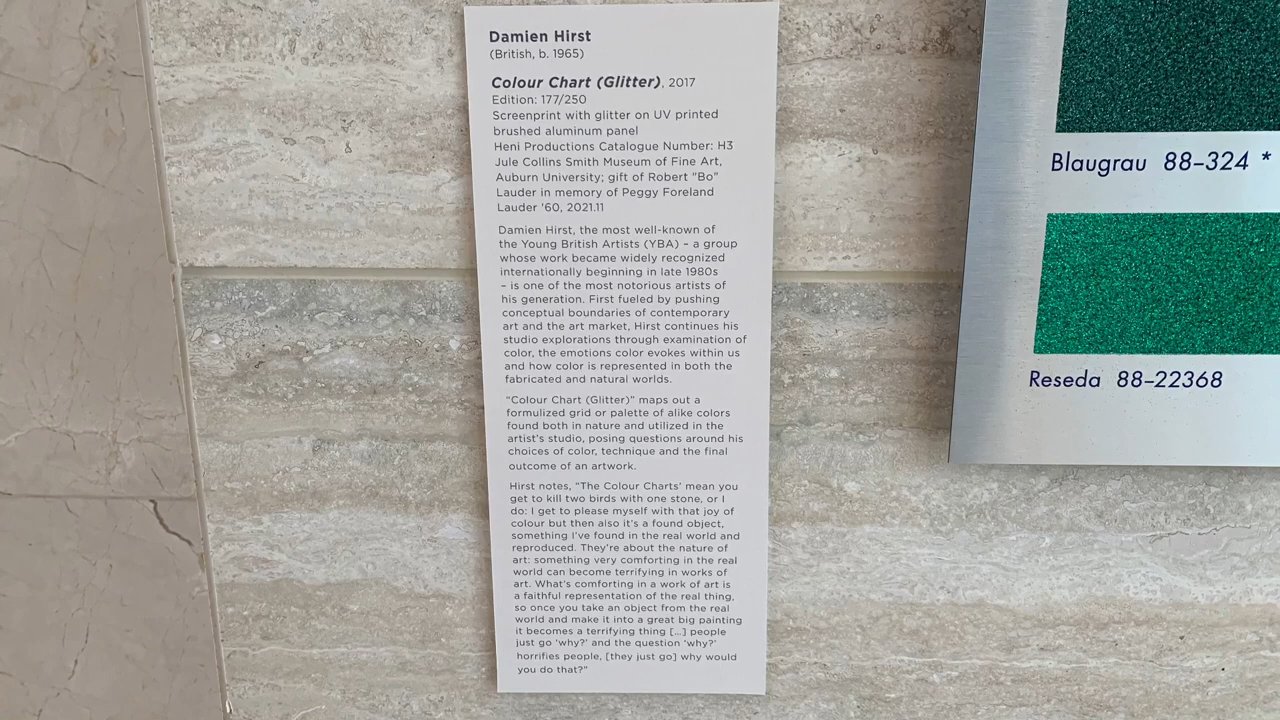 Damien Hirst
(British, b. 1965)
Colour Chart (Glitter), 2017
Edition: 177/250
Screenprint with glitter on UV printed
brushed aluminum panel
Heni Productions Catalogue Number: H3
Jule Collins Smith Museum of Fine Art,
Auburn University; gift of Robert "Bo"
Lauder in memory of Peggy Foreland
Lauder '60, 2021.11
Damien Hirst, the most well-known of
the Young British Artists (YBA) – a group
whose work became widely recognized
internationally beginning in late 1980s
– is one of the most notorious artists of
his generation. First fueled by pushing
conceptual boundaries of contemporary
art and the art market, Hirst continues his
studio explorations through examination of
color, the emotions color evokes within us
and how color is represented in both the
fabricated and natural worlds.
"Colour Chart (Glitter)" maps out a
formulized grid or palette of alike colors
found both in nature and utilized in the
artist's studio, posing questions around his
choices of color, technique and the final
outcome of an artwork.
Hirst notes, "The Colour Charts' mean you
get to kill two birds with one stone, or I
do: I get to please myself with that joy of
colour but then also it's a found object,
something I've found in the real world and
reproduced. They're about the nature of
art: something very comforting in the real
world can become terrifying in works of
art. What's comforting in a work of art is
a faithful representation of the real thing,
so once you take an object from the real
world and make it into a great big painting
it becomes a terrifying thing [...] people
just go 'why?' and the question 'why?'
horrifies people, [they just go] why would
you do that?"
Blaugrau 88–324 *
Reseda 88–22368